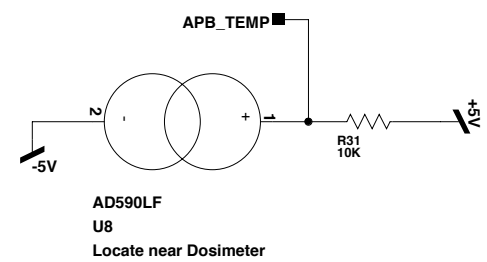 APB_TEMP
2
-
+
1
+5V
R31
10K
-5V
AD590LF
U8
Locate near Dosimeter